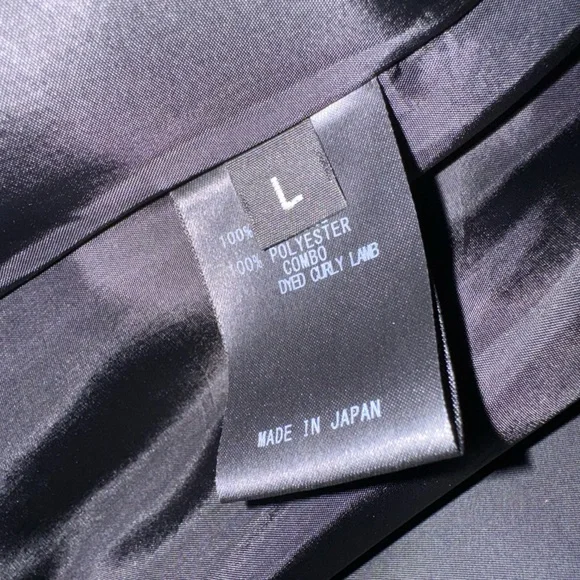 L
100%
100% POLYESTER
COMBO
DYED CURLY LAMB
MADE IN JAPAN